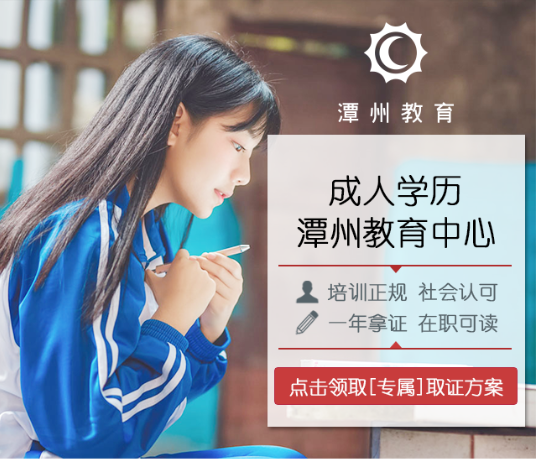 潭州教育
成人学历
潭州教育中心
培训正规 社会认可
一年拿证 在职可读
点击领取[专属]取证方案